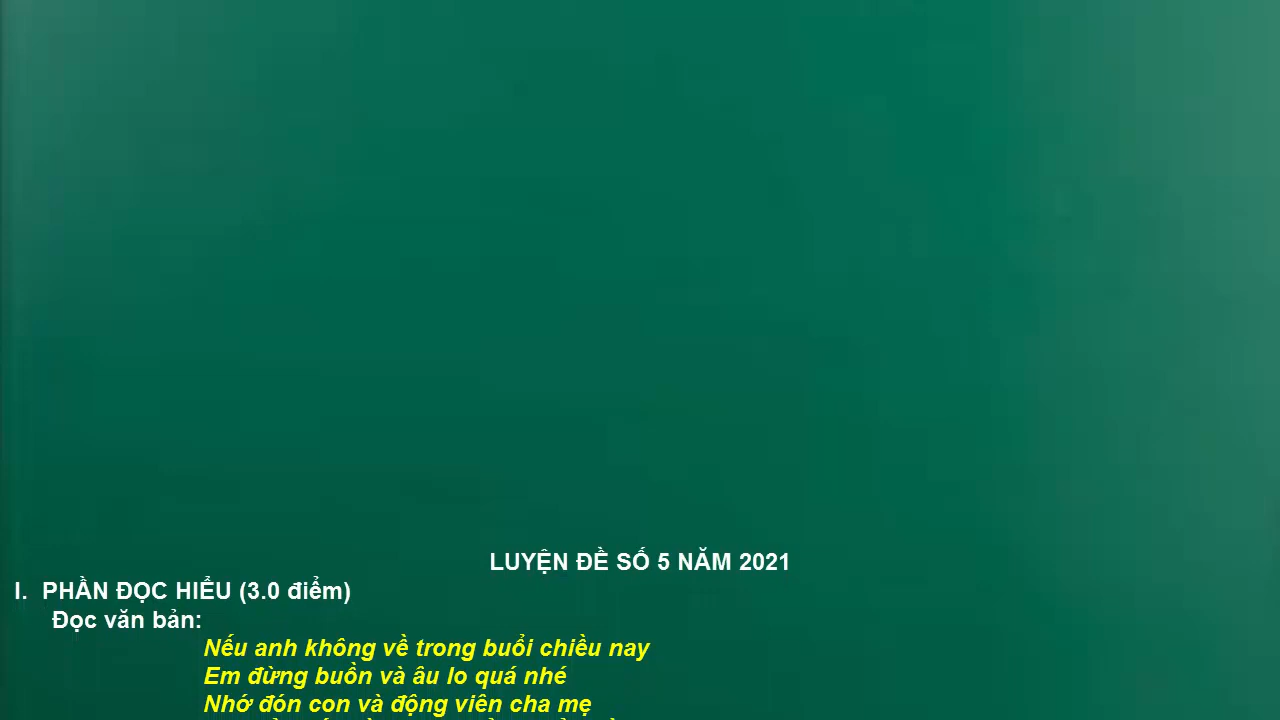 LUYỆN ĐỀ SỐ 5 NĂM 2021
I. PHẦN ĐỌC HIỂU (3.0 điểm)
Đọc văn bản:
Nếu anh không về trong buổi chiều nay
Em đừng buồn và âu lo quá nhé
Nhớ đón con và động viên cha mẹ